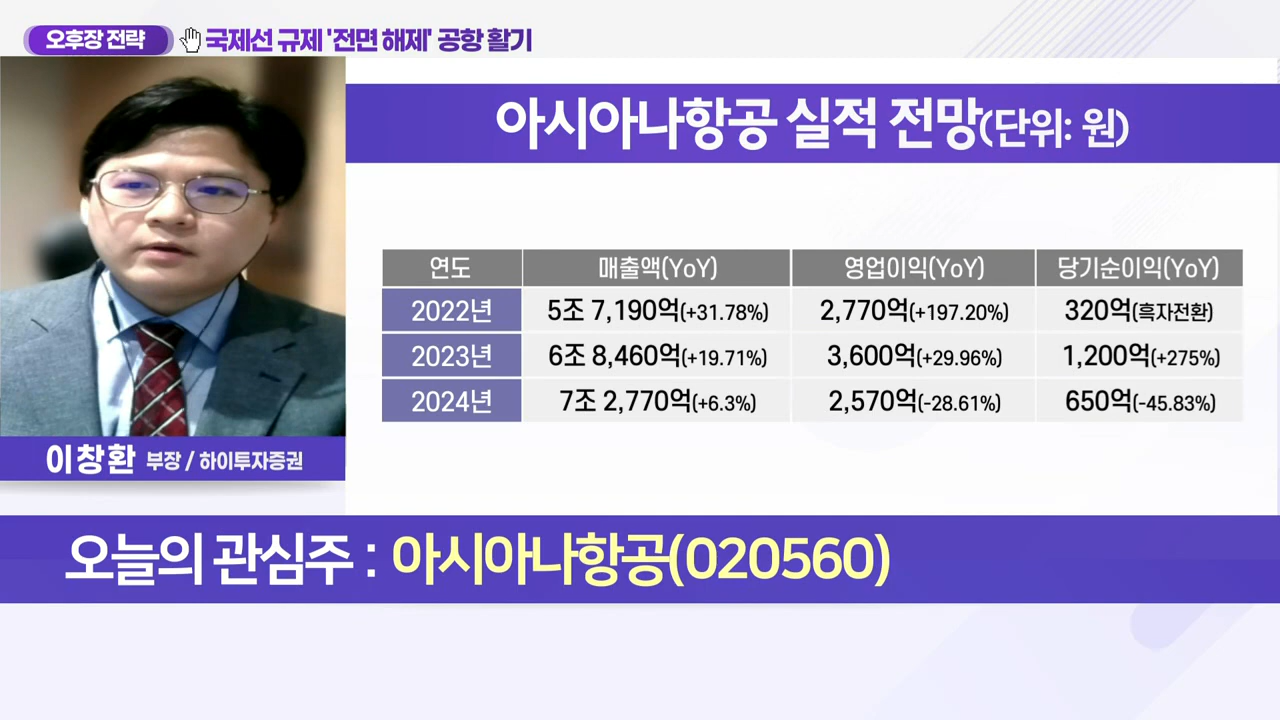 오후장 전략 국제선 규제 '전면 해제' 공항 활기
아시아나항공 실적 전망(단위: 원)
연도 매출액(YoY) 영업이익(YoY) 당기순이익(YoY)
2022년 5조 7,190억(+31.78%) 2,770억(+197.20%) 320억(흑자전환)
2023년 6조 8,460억(+19.71%) 3,600억(+29.96%) 1,200억(+275%)
2024년 7조 2,770억(+6.3%) 2,570억(-28.61%) 650억(-45.83%)
이창환 부장 / 하이투자증권
오늘의 관심주 : 아시아나항공(020560)